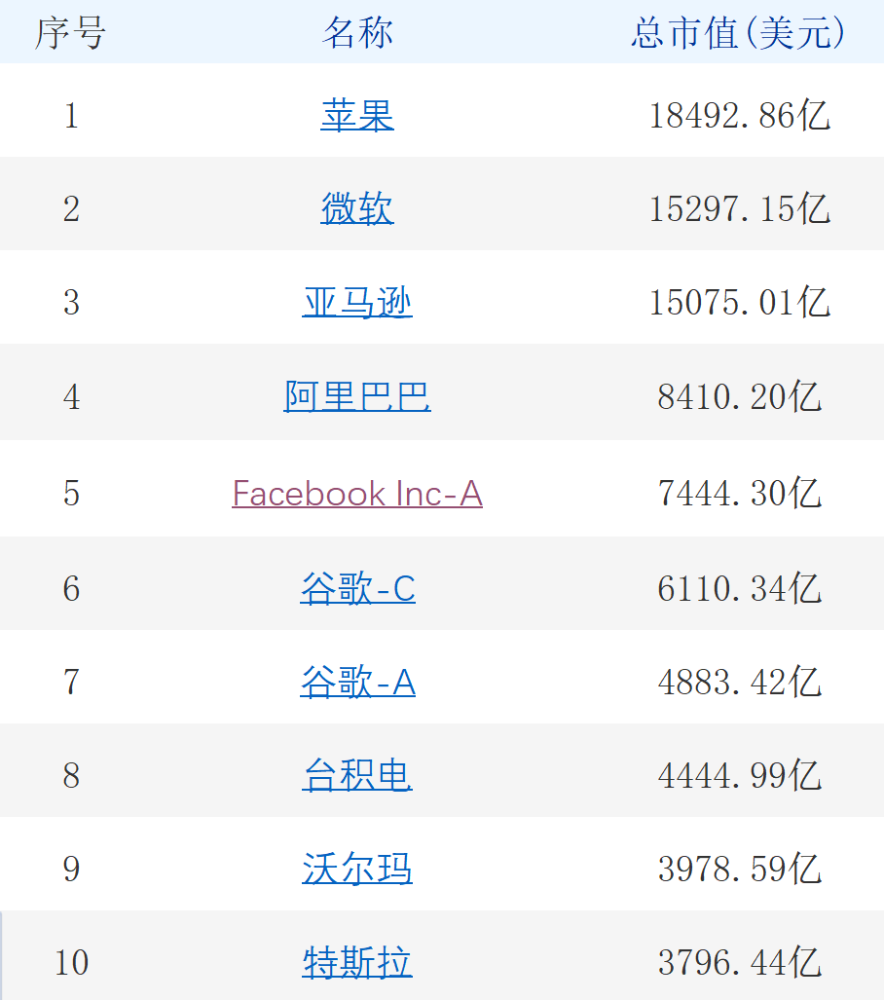 序号 名称 总市值(美元)
1 苹果 18492.86亿
2 微软 15297.15亿
3 亚马逊 15075.01亿
4 阿里巴巴 8410.20亿
5 Facebook Inc-A 7444.30亿
6 谷歌-C 6110.34亿
7 谷歌-A 4883.42亿
8 台积电 4444.99亿
9 沃尔玛 3978.59亿
10 特斯拉 3796.44亿